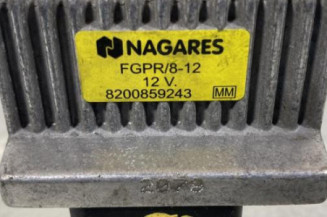 NAGARES
FGPR/8-12
12 V.
8200859243 MM